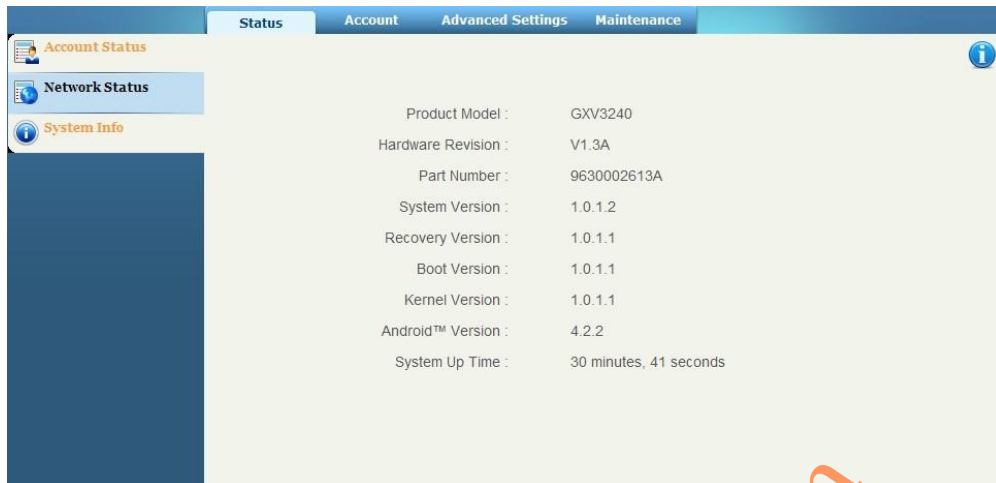 Status Account Advanced Settings Maintenance
Account Status
Network Status
System Info
Product Model : GXV3240
Hardware Revision : V1.3A
Part Number : 9630002613A
System Version : 1.0.1.2
Recovery Version : 1.0.1.1
Boot Version : 1.0.1.1
Kernel Version : 1.0.1.1
Android™ Version : 4.2.2
System Up Time : 30 minutes, 41 seconds